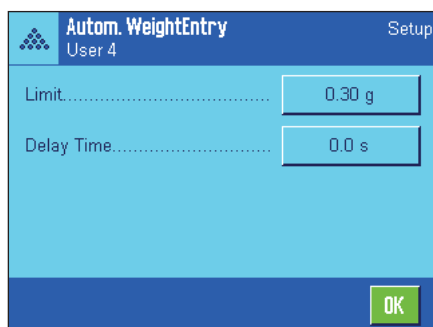 Autom. WeightEntry Setup
User 4
Limit..................................... 0.30 g
Delay Time............................ 0.0 s
OK